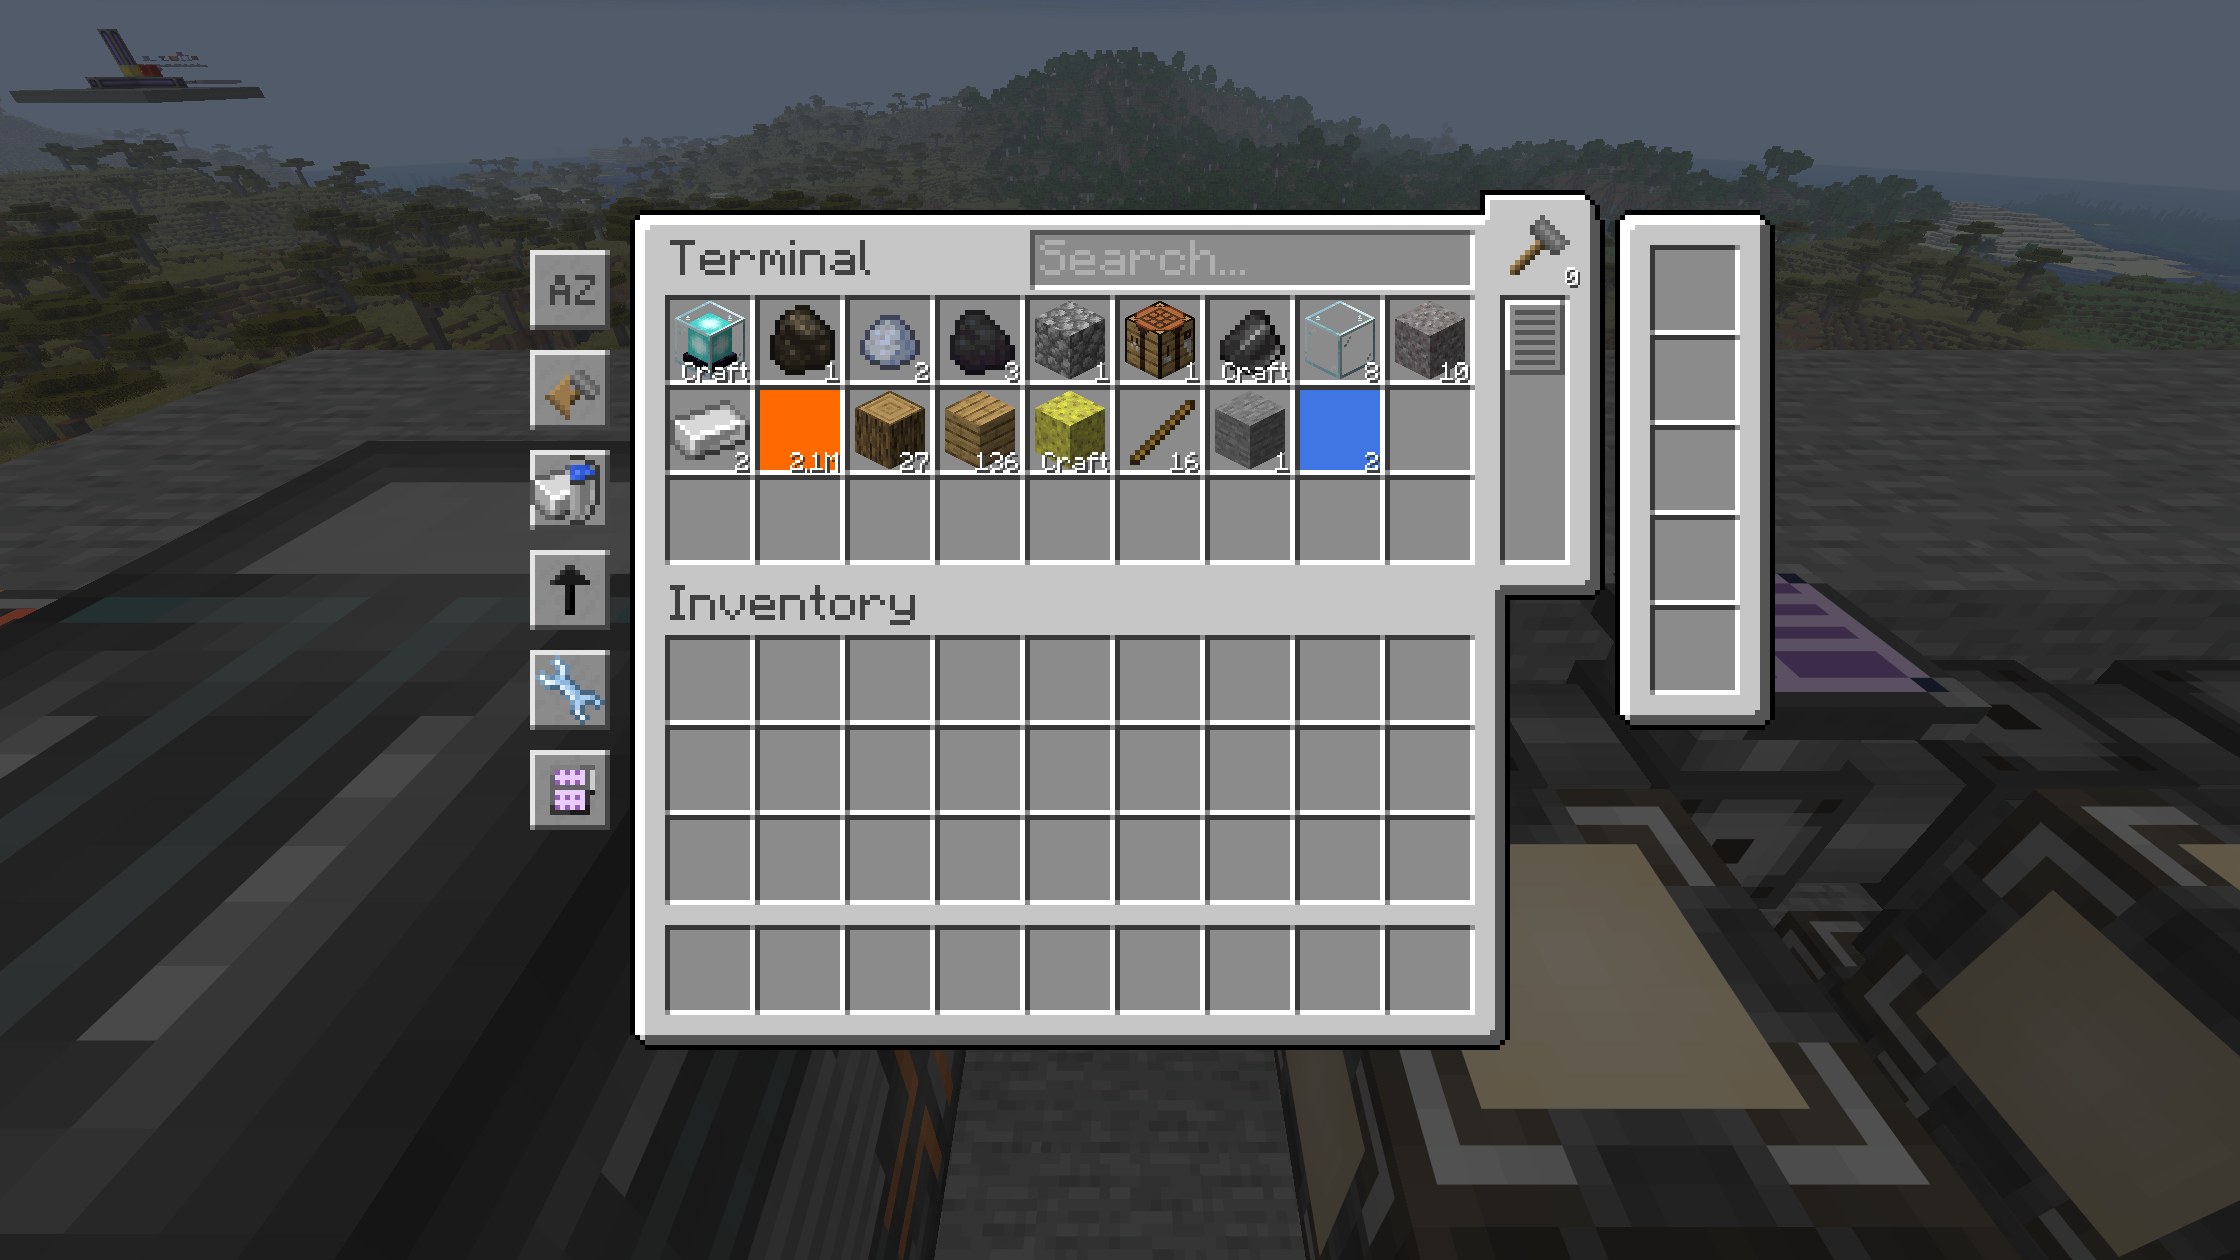 Terminal
Search...
0
AZ
Craft 1 2 3 1 1 Craft 8 10
2 2.1M 27 136 Craft 16 1 2
Inventory